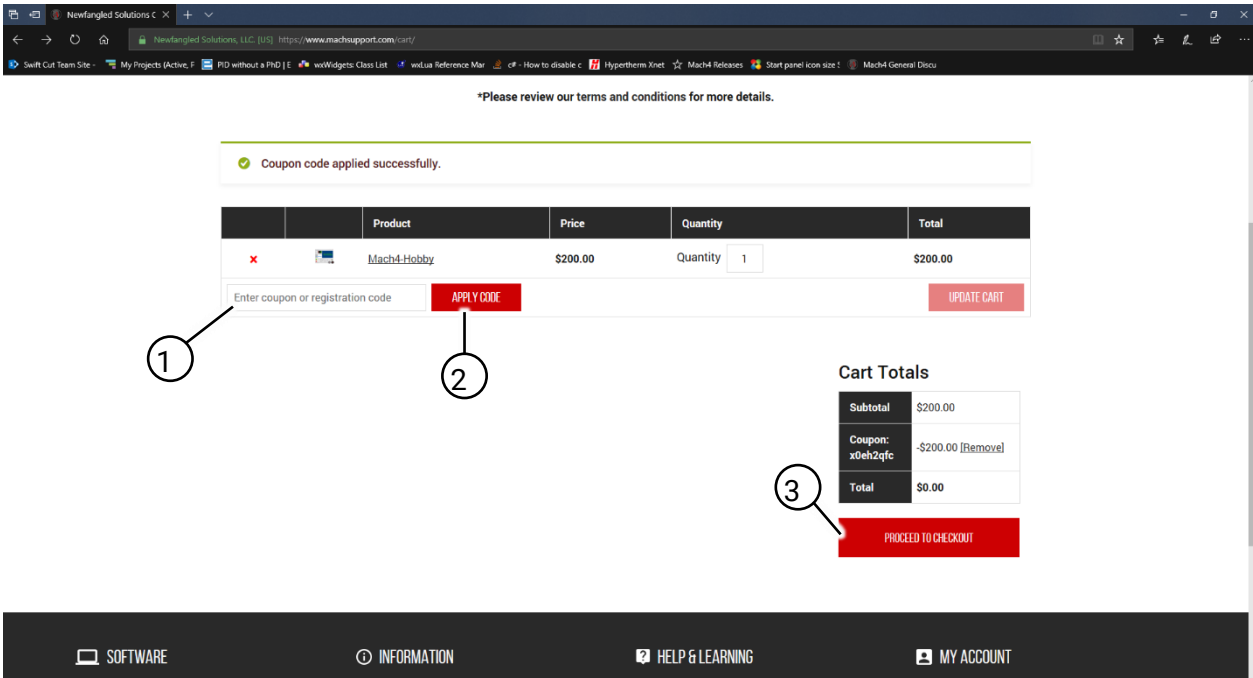 Newfangled Solutions C
Newfangled Solutions, LLC. [US] https://www.machsupport.com/cart/
Swift Cut Team Site - My Projects (Active, F PID without a PhD | E wxWidgets: Class List wxLua Reference Mar c# - How to disable c Hypertherm Xnet Mach4 Releases Start panel icon size Mach4 General Discu
*Please review our terms and conditions for more details.
Coupon code applied successfully.
Product Price Quantity Total
x Mach4-Hobby $200.00 Quantity 1 $200.00
Enter coupon or registration code APPLY CODE UPDATE CART
1
2
Cart Totals
Subtotal $200.00
Coupon:
x0eh2qfc -$200.00 [Remove]
Total $0.00
3
PROCEED TO CHECKOUT
SOFTWARE INFORMATION HELP & LEARNING MY ACCOUNT